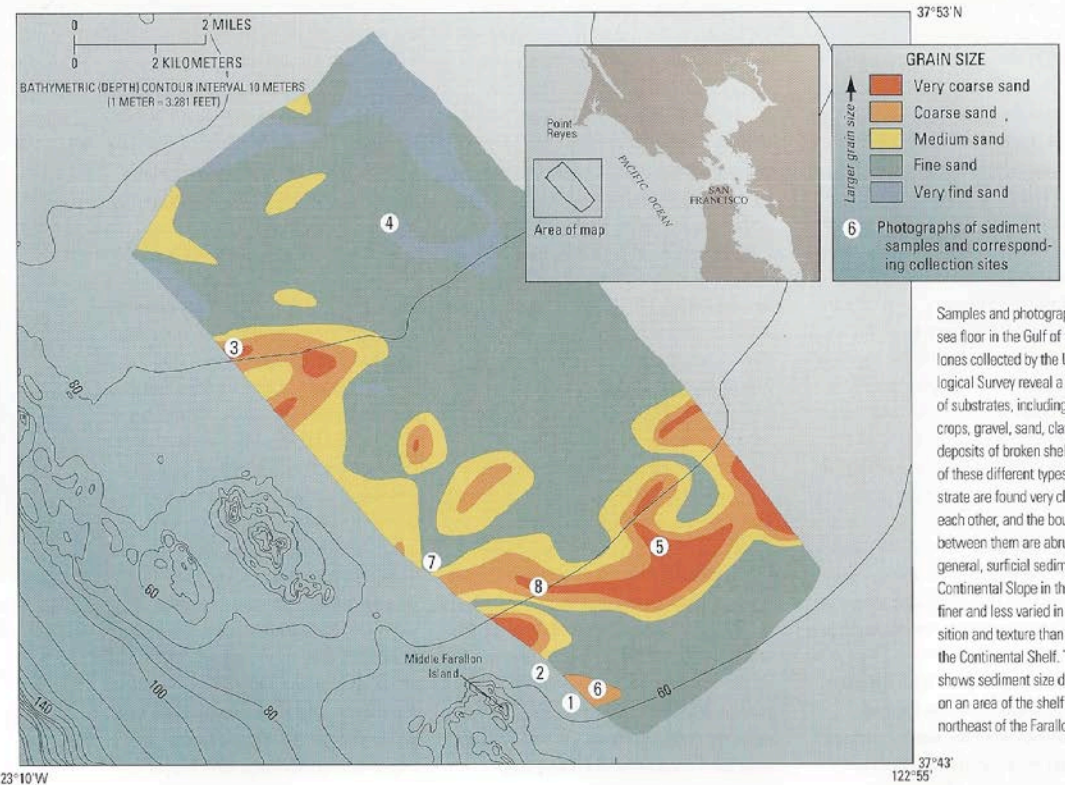 0 2 MILES
0 2 KILOMETERS
BATHYMETRIC (DEPTH) CONTOUR INTERVAL 10 METERS
(1 METER = 3.281 FEET)
37°53'N
Point
Reyes
PACIFIC OCEAN
SAN
FRANCISCO
Area of map
GRAIN SIZE
Larger grain size
Very coarse sand
Coarse sand
Medium sand
Fine sand
Very find sand
6 Photographs of sediment
samples and correspond-
ing collection sites
4
3
5
7
8
2
6
1
60
60
60
80
100
140
Middle Farallon
Island
Samples and photograp
sea floor in the Gulf of
lones collected by the U
logical Survey reveal a
of substrates, including
crops, gravel, sand, cla
deposits of broken shel
of these different types
strate are found very cl
each other, and the bou
between them are abru
general, surficial sedim
Continental Slope in th
finer and less varied in
sition and texture than
the Continental Shelf. T
shows sediment size d
on an area of the shelf
northeast of the Farallo
37°43'
23°10'W
122°55'